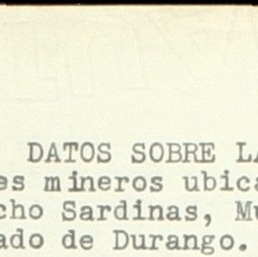 DATOS SOBRE LA
es mineros ubica
cho Sardinas, Mu
ado de Durango.